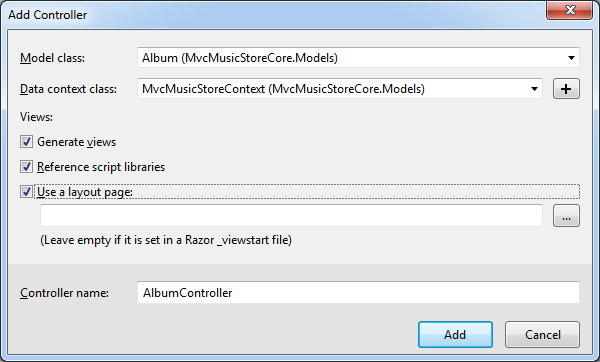 Add Controller
Model class: Album (MvcMusicStoreCore.Models)
Data context class: MvcMusicStoreContext (MvcMusicStoreCore.Models) +
Views:
Generate views
Reference script libraries
Use a layout page:
...
(Leave empty if it is set in a Razor _viewstart file)
Controller name: AlbumController
Add Cancel